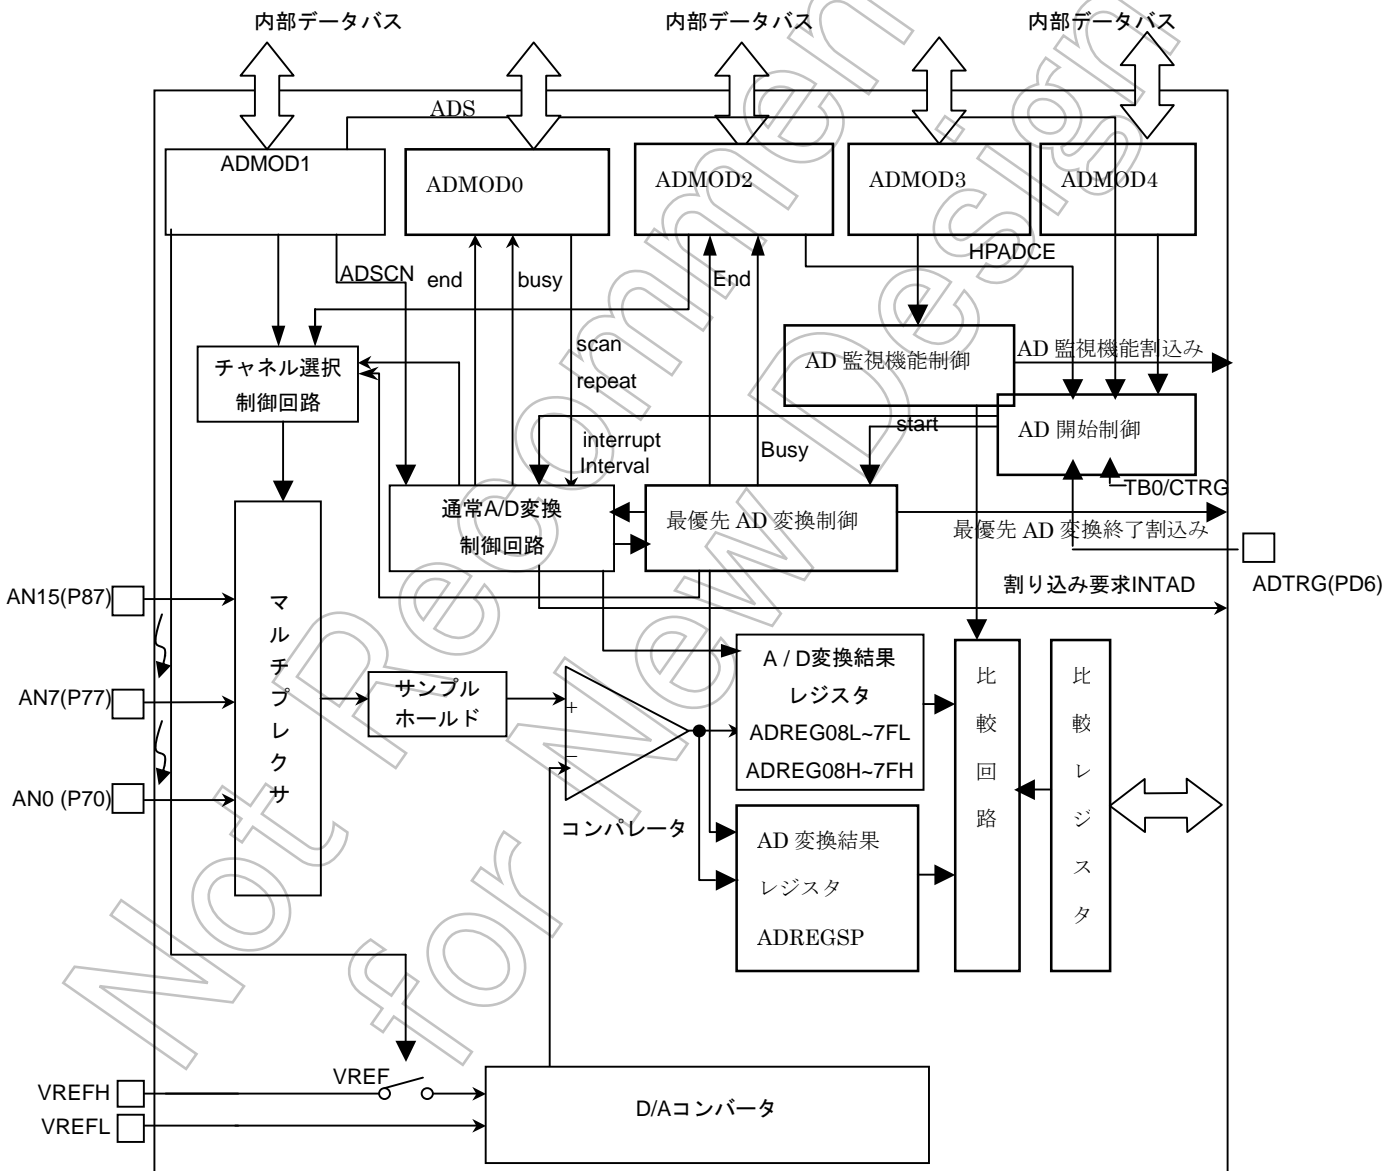 内部データバス
内部データバス
内部データバス
ADS
ADMOD1
ADMOD0
ADMOD2
ADMOD3
ADMOD4
ADSCN
end
busy
End
HPADCE
scan
repeat
チャネル選択
制御回路
AD 監視機能制御
AD 監視機能割込み
interrupt
Interval
Busy
start
AD 開始制御
TB0/CTRG
通常A/D変換
制御回路
最優先 AD 変換制御
最優先 AD 変換終了割込み
ADTRG(PD6)
割り込み要求INTAD
AN15(P87)
AN7(P77)
AN0 (P70)
マルチプレクサ
サンプル
ホールド
+
−
コンパレータ
A / D変換結果
レジスタ
ADREG08L~7FL
ADREG08H~7FH
AD 変換結果
レジスタ
ADREGSP
比較回路
比較レジスタ
VREF
VREFH
VREFL
D/Aコンバータ
Not Recommen
for New Design